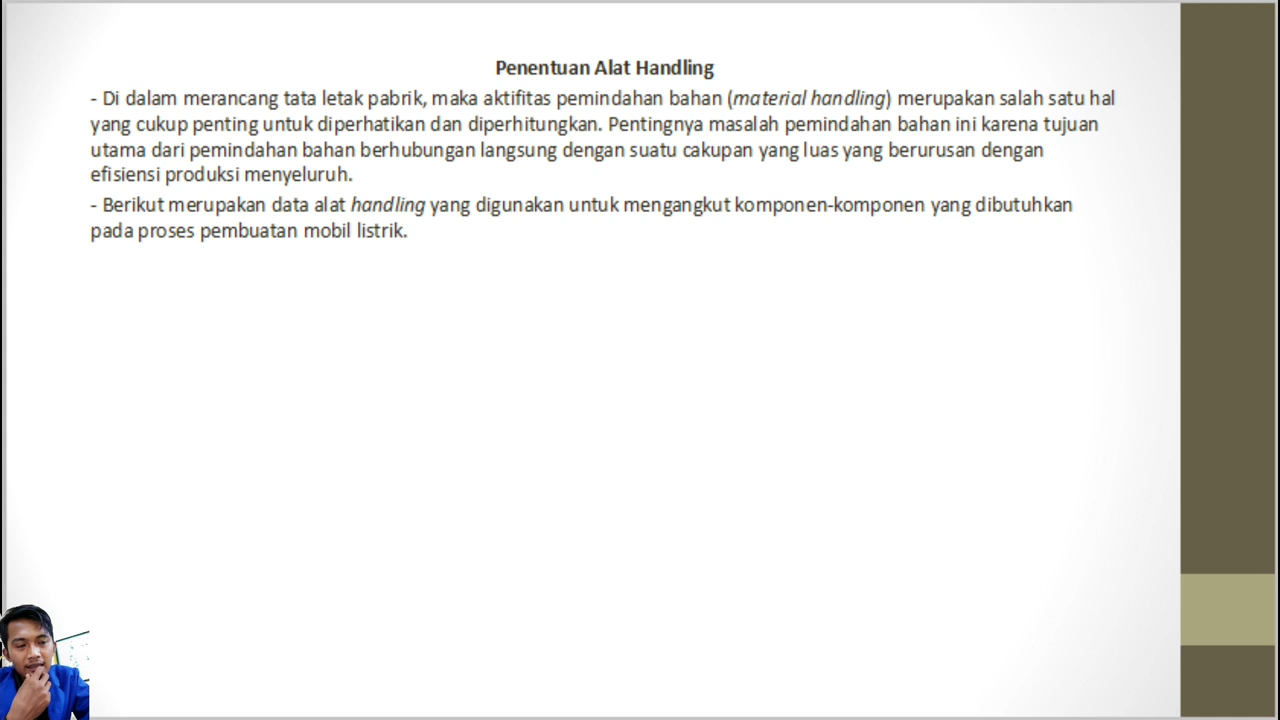 Penentuan Alat Handling
- Di dalam merancang tata letak pabrik, maka aktifitas pemindahan bahan (material handling) merupakan salah satu hal
yang cukup penting untuk diperhatikan dan diperhitungkan. Pentingnya masalah pemindahan bahan ini karena tujuan
utama dari pemindahan bahan berhubungan langsung dengan suatu cakupan yang luas yang berurusan dengan
efisiensi produksi menyeluruh.
- Berikut merupakan data alat handling yang digunakan untuk mengangkut komponen-komponen yang dibutuhkan
pada proses pembuatan mobil listrik.